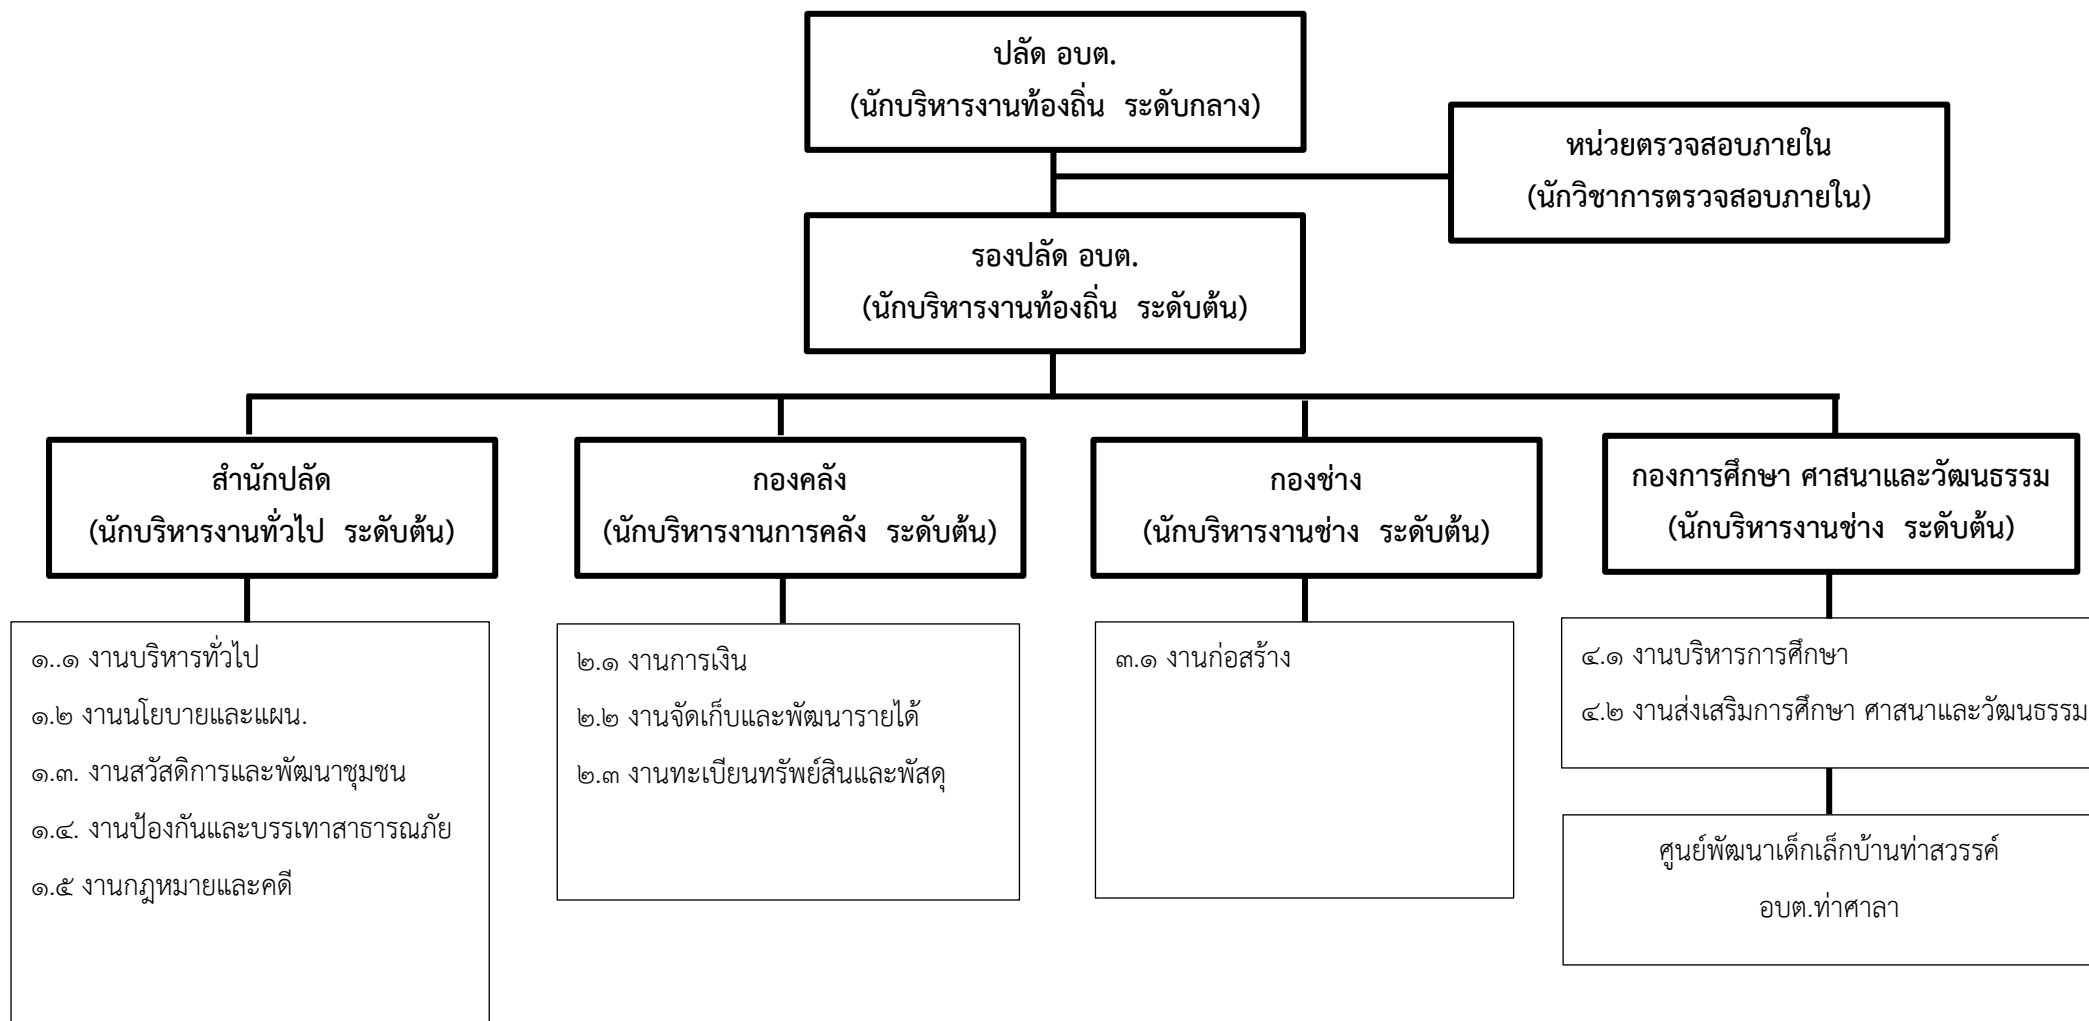 ปลัด อบต.
(นักบริหารงานท้องถิ่น ระดับกลาง)
หน่วยตรวจสอบภายใน
(นักวิชาการตรวจสอบภายใน)
รองปลัด อบต.
(นักบริหารงานท้องถิ่น ระดับต้น)
สำนักปลัด
(นักบริหารงานทั่วไป ระดับต้น)
กองคลัง
(นักบริหารงานการคลัง ระดับต้น)
กองช่าง
(นักบริหารงานช่าง ระดับต้น)
กองการศึกษา ศาสนาและวัฒนธรรม
(นักบริหารงานช่าง ระดับต้น)
๑..๑ งานบริหารทั่วไป
๑.๒ งานนโยบายและแผน.
๑.๓. งานสวัสดิการและพัฒนาชุมชน
๑.๔. งานป้องกันและบรรเทาสาธารณภัย
๑.๕ งานกฎหมายและคดี
๒.๑ งานการเงิน
๒.๒ งานจัดเก็บและพัฒนารายได้
๒.๓ งานทะเบียนทรัพย์สินและพัสดุ
๓.๑ งานก่อสร้าง
๔.๑ งานบริหารการศึกษา
๔.๒ งานส่งเสริมการศึกษา ศาสนาและวัฒนธรรม
ศูนย์พัฒนาเด็กเล็กบ้านท่าสวรรค์
อบต.ท่าศาลา